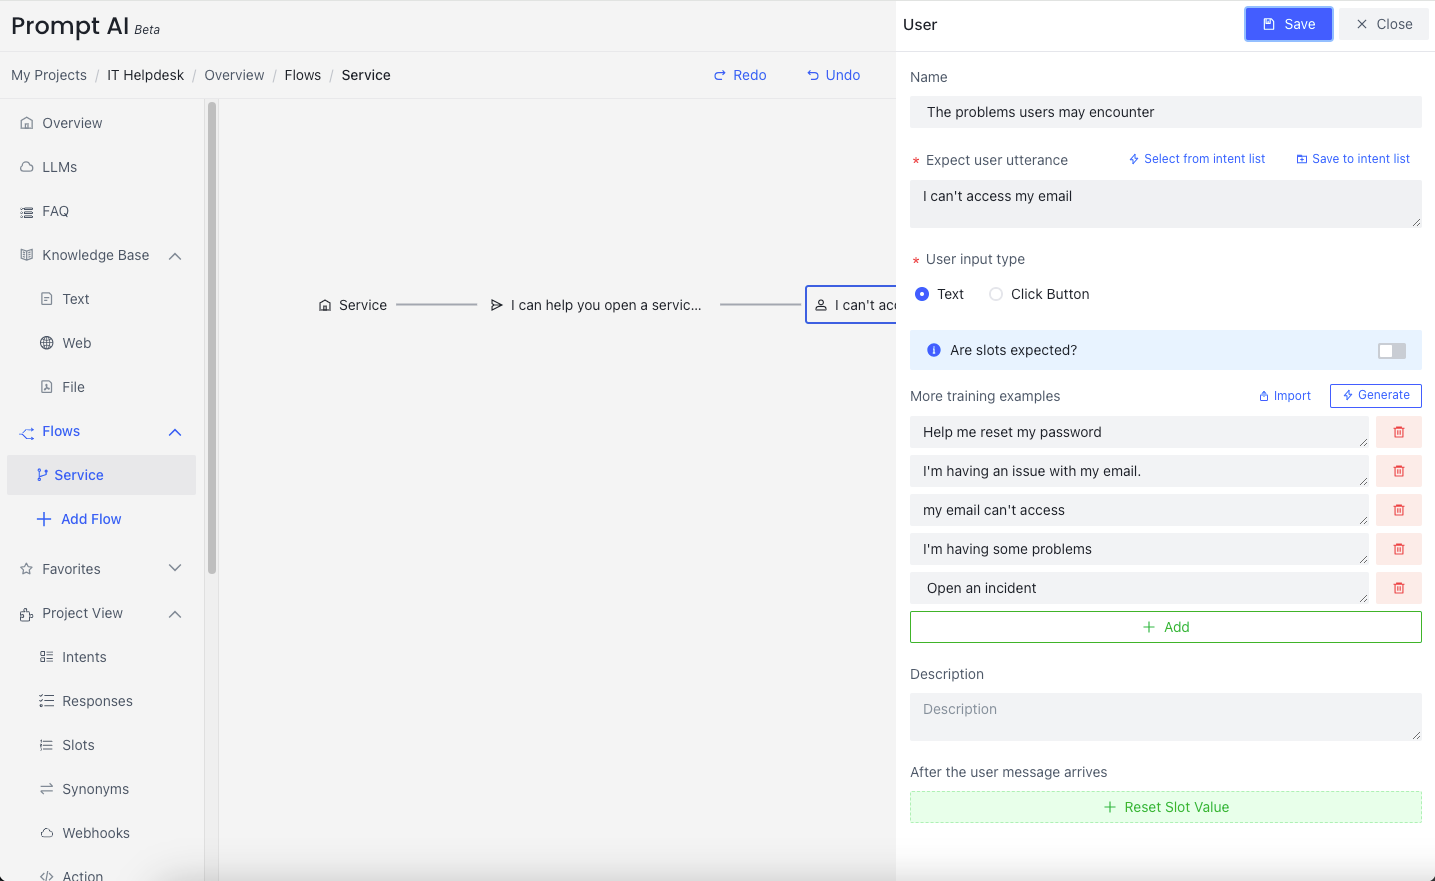 Prompt AI Beta
My Projects / IT Helpdesk / Overview / Flows / Service
Redo
Undo
Overview
LLMs
FAQ
Knowledge Base
Text
Web
File
Flows
Service
Add Flow
Favorites
Project View
Intents
Responses
Slots
Synonyms
Webhooks
Action
Service
I can help you open a servic...
I can't acc
User
Save
Close
Name
The problems users may encounter
* Expect user utterance
Select from intent list
Save to intent list
I can't access my email
* User input type
Text
Click Button
Are slots expected?
More training examples
Import
Generate
Help me reset my password
I'm having an issue with my email.
my email can't access
I'm having some problems
Open an incident
Add
Description
Description
After the user message arrives
Reset Slot Value